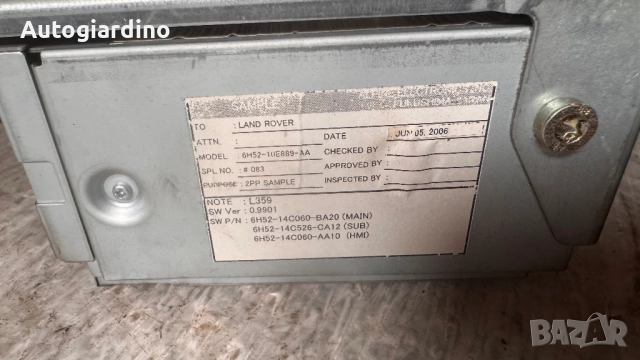 Autogiardino
SAMPLE
TO : LAND ROVER
ATTN. : DATE JUN 05, 2006
MODEL : 6H52-10E889-AA CHECKED BY
SPL.NO. : # 083 APPROVED BY
PURPOSE : 2PP SAMPLE INSPECTED BY
NOTE : L359
SW Ver : 0.9901
SW P/N : 6H52-14C060-BA20 (MAIN)
6H52-14C526-CA12 (SUB)
6H52-14C060-AA10 (HMI)
BAZAR
bg